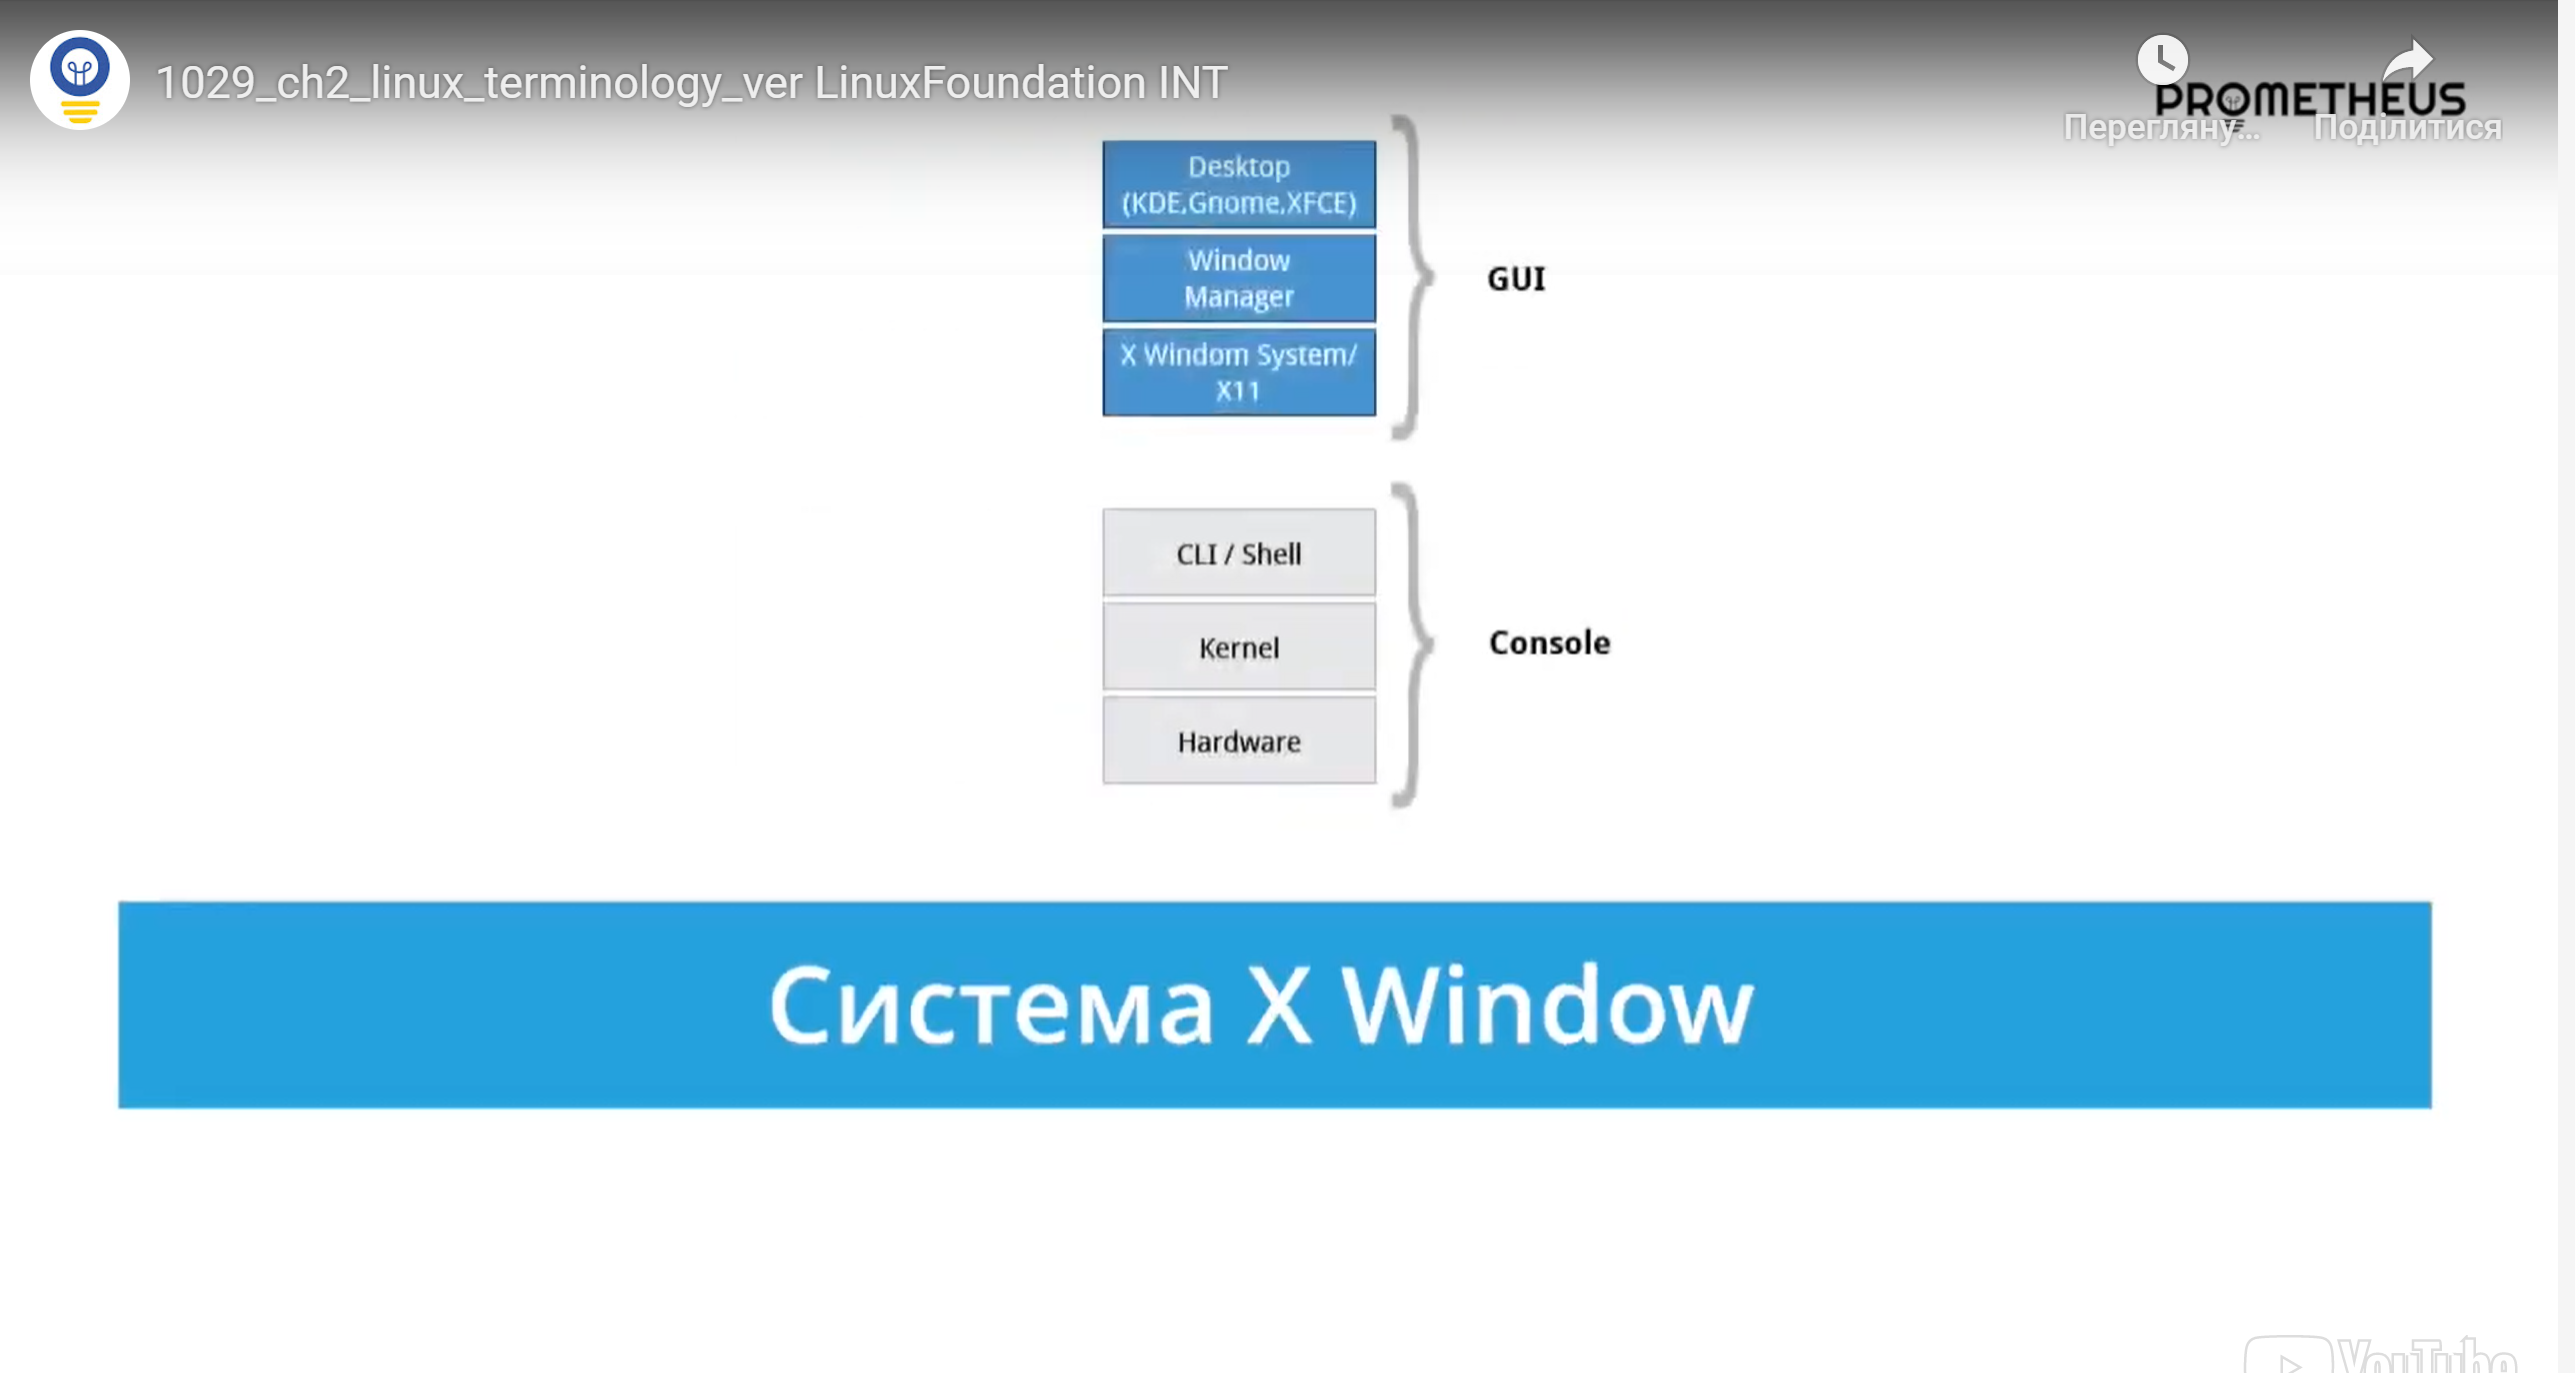 1029_ch2_linux_terminology_ver LinuxFoundation INT
PROMETHEUS
Перегляну...
Поділитися
Desktop
(KDE,Gnome,XFCE)
Window
Manager
X Windom System/
X11
GUI
CLI / Shell
Kernel
Hardware
Console
Система X Window
YouTube